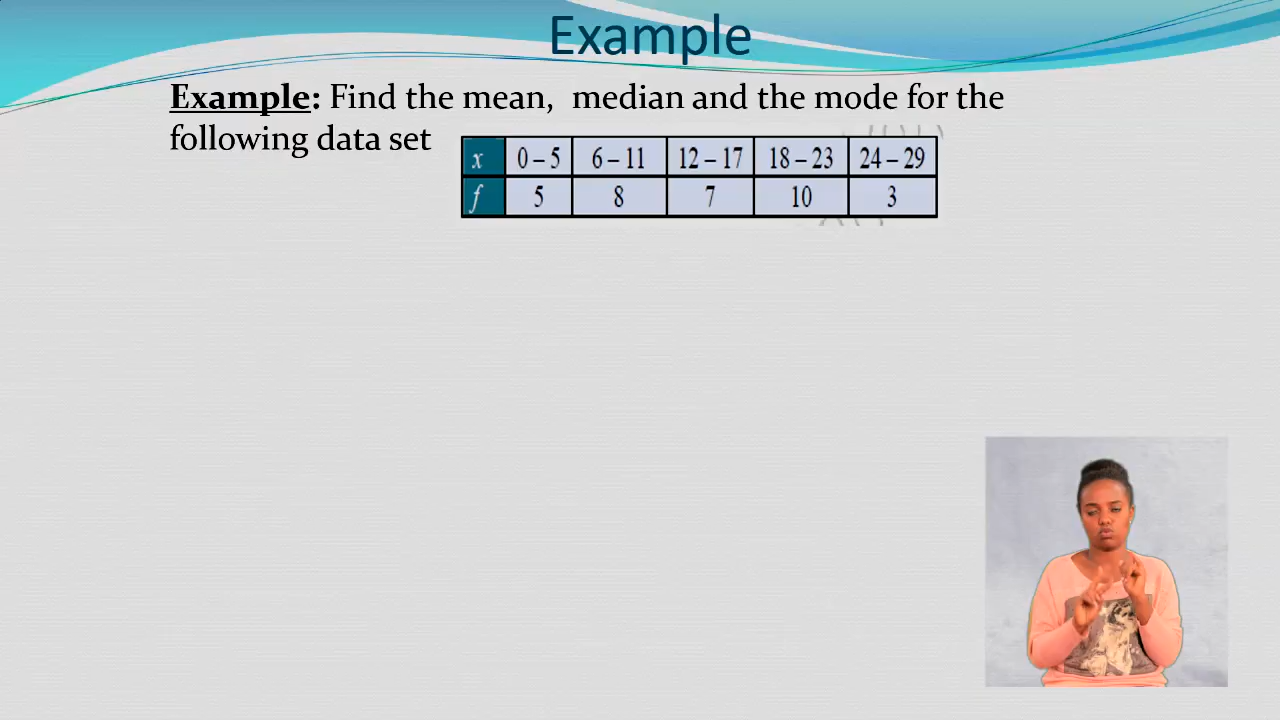 Example
Example: Find the mean, median and the mode for the
following data set
x 0 – 5 6 – 11 12 – 17 18 – 23 24 – 29
f 5 8 7 10 3